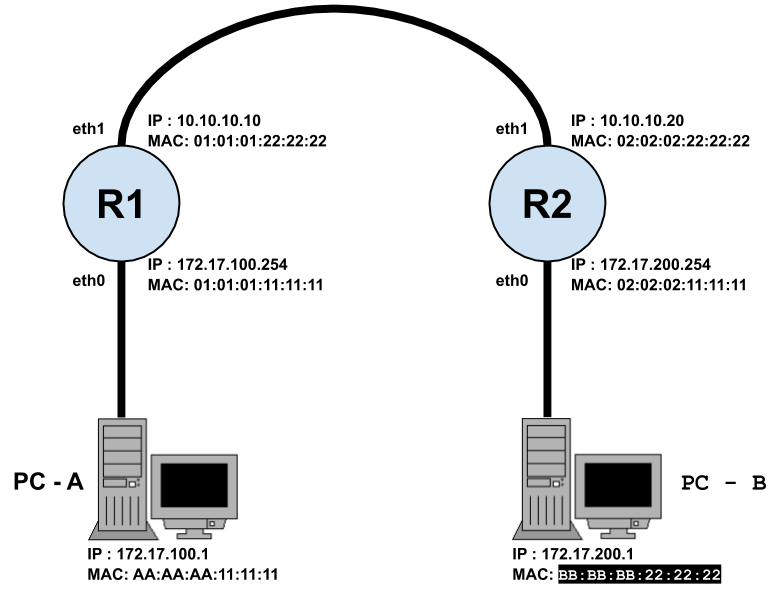 eth1
IP : 10.10.10.10
MAC: 01:01:01:22:22:22
R1
eth0
IP : 172.17.100.254
MAC: 01:01:01:11:11:11
PC - A
IP : 172.17.100.1
MAC: AA:AA:AA:11:11:11
eth1
IP : 10.10.10.20
MAC: 02:02:02:22:22:22
R2
eth0
IP : 172.17.200.254
MAC: 02:02:02:11:11:11
PC - B
IP : 172.17.200.1
MAC: BB:BB:BB:22:22:22